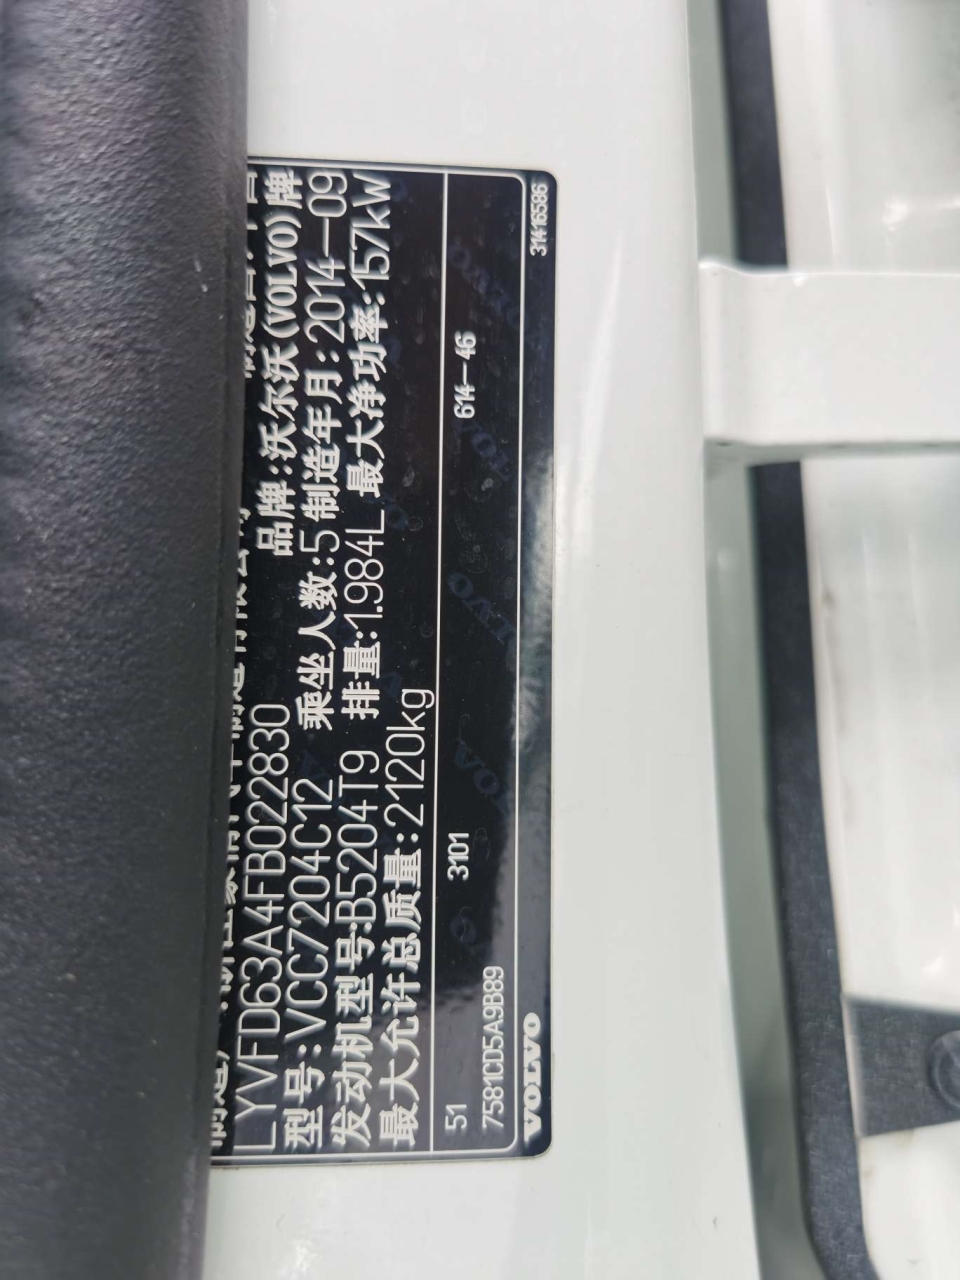 LYVFD63A4FB022830 品牌:沃尔沃(VOLVO)牌
型号:VCC7204C12 乘坐人数:5 制造年月:2014-09
发动机型号:B5204T9 排量:1.984L 最大净功率:157kW
最大允许总质量:2120kg
51 3101 614-46
7581CD5A9B89
VOLVO 31416586